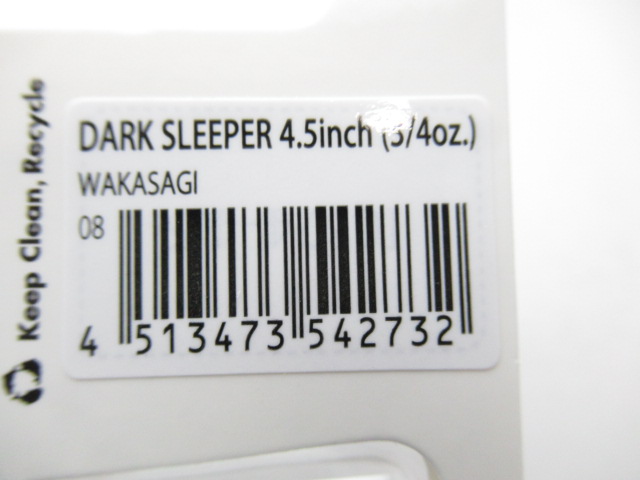 Keep Clean, Recycle
DARK SLEEPER 4.5inch (3/4oz.)
WAKASAGI
08
4 513473 542732